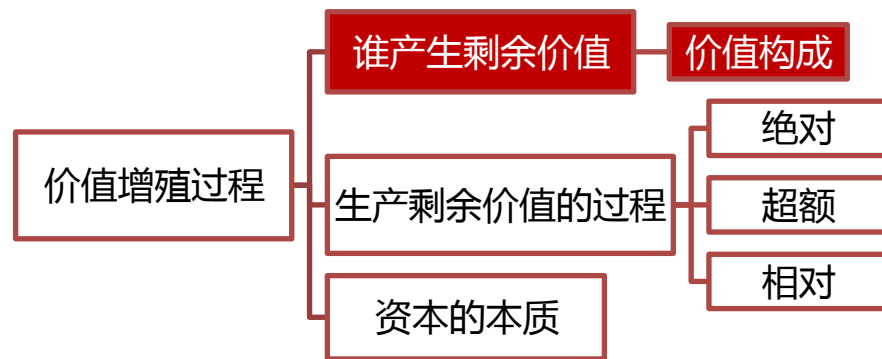 价值增殖过程
谁产生剩余价值
价值构成
生产剩余价值的过程
绝对
超额
相对
资本的本质